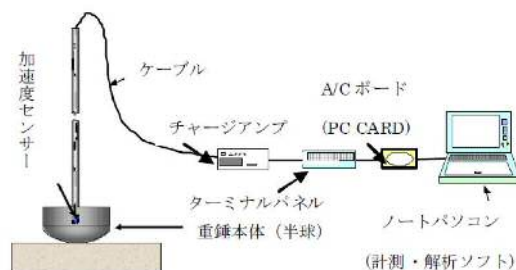 加速度センサー
ケーブル
A/C ボード
(PC CARD)
チャージアンプ
ターミナルパネル
重錘本体（半球）
ノートパソコン
(計測・解析ソフト)